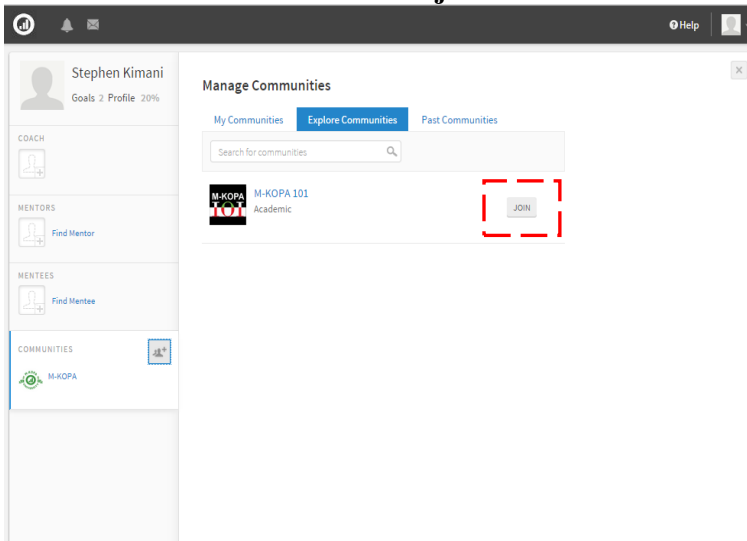 Help
Stephen Kimani
Goals 2 Profile 20%
COACH
MENTORS
Find Mentor
MENTEES
Find Mentee
COMMUNITIES
M-KOPA
Manage Communities
My Communities Explore Communities Past Communities
Search for communities
M-KOPA
101
M-KOPA 101
Academic
JOIN